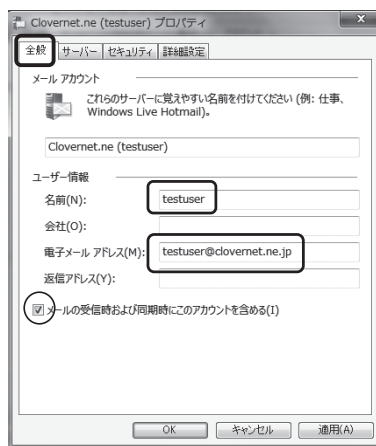 Clovernet.ne (testuser) プロパティ
x
全般 サーバー セキュリティ 詳細設定
メール アカウント
これらのサーバーに覚えやすい名前を付けてください (例: 仕事、
Windows Live Hotmail)。
Clovernet.ne (testuser)
ユーザー情報
名前(N): testuser
会社(O):
電子メール アドレス(M): testuser@clovernet.ne.jp
返信アドレス(Y):
メールの受信時および同期時にこのアカウントを含める(I)
OK キャンセル 適用(A)